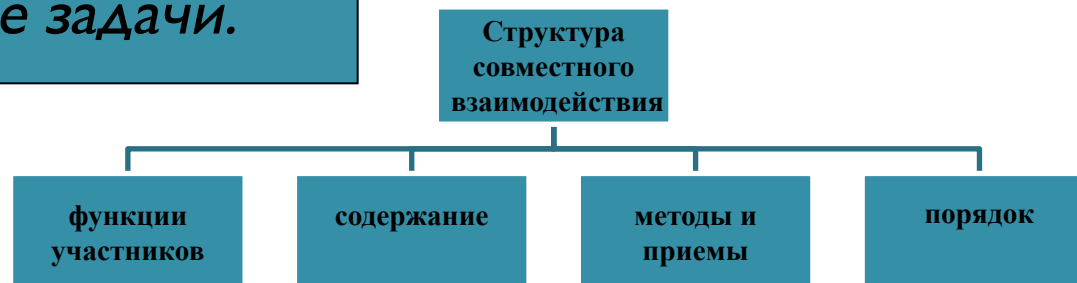 е задачи.
Структура
совместного
взаимодействия
функции
участников
содержание
методы и
приемы
порядок